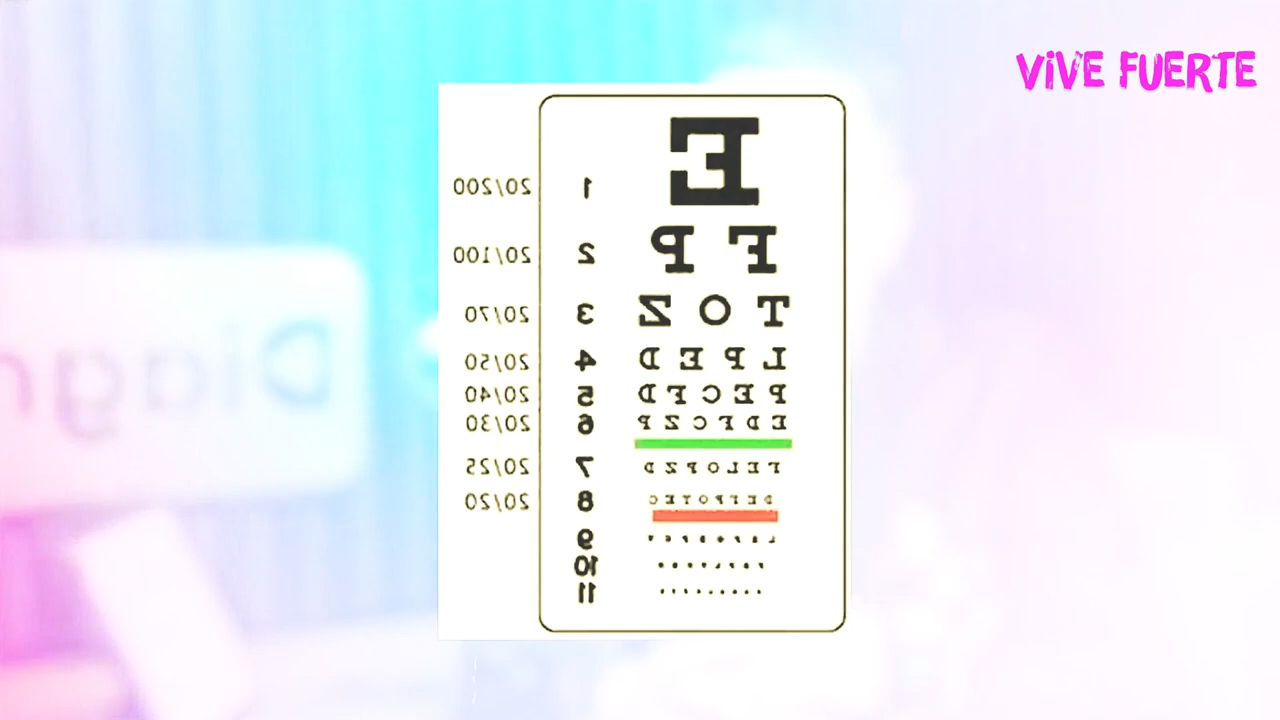 VIVE FUERTE
E 1 20/200
F P 2 20/100
T O Z 3 20/70
L P E D 4 20/50
P E C F D 5 20/40
E D F C Z P 6 20/30
F E L O P Z D 7 20/25
D E F P O T E C 8 20/20
9
10
11